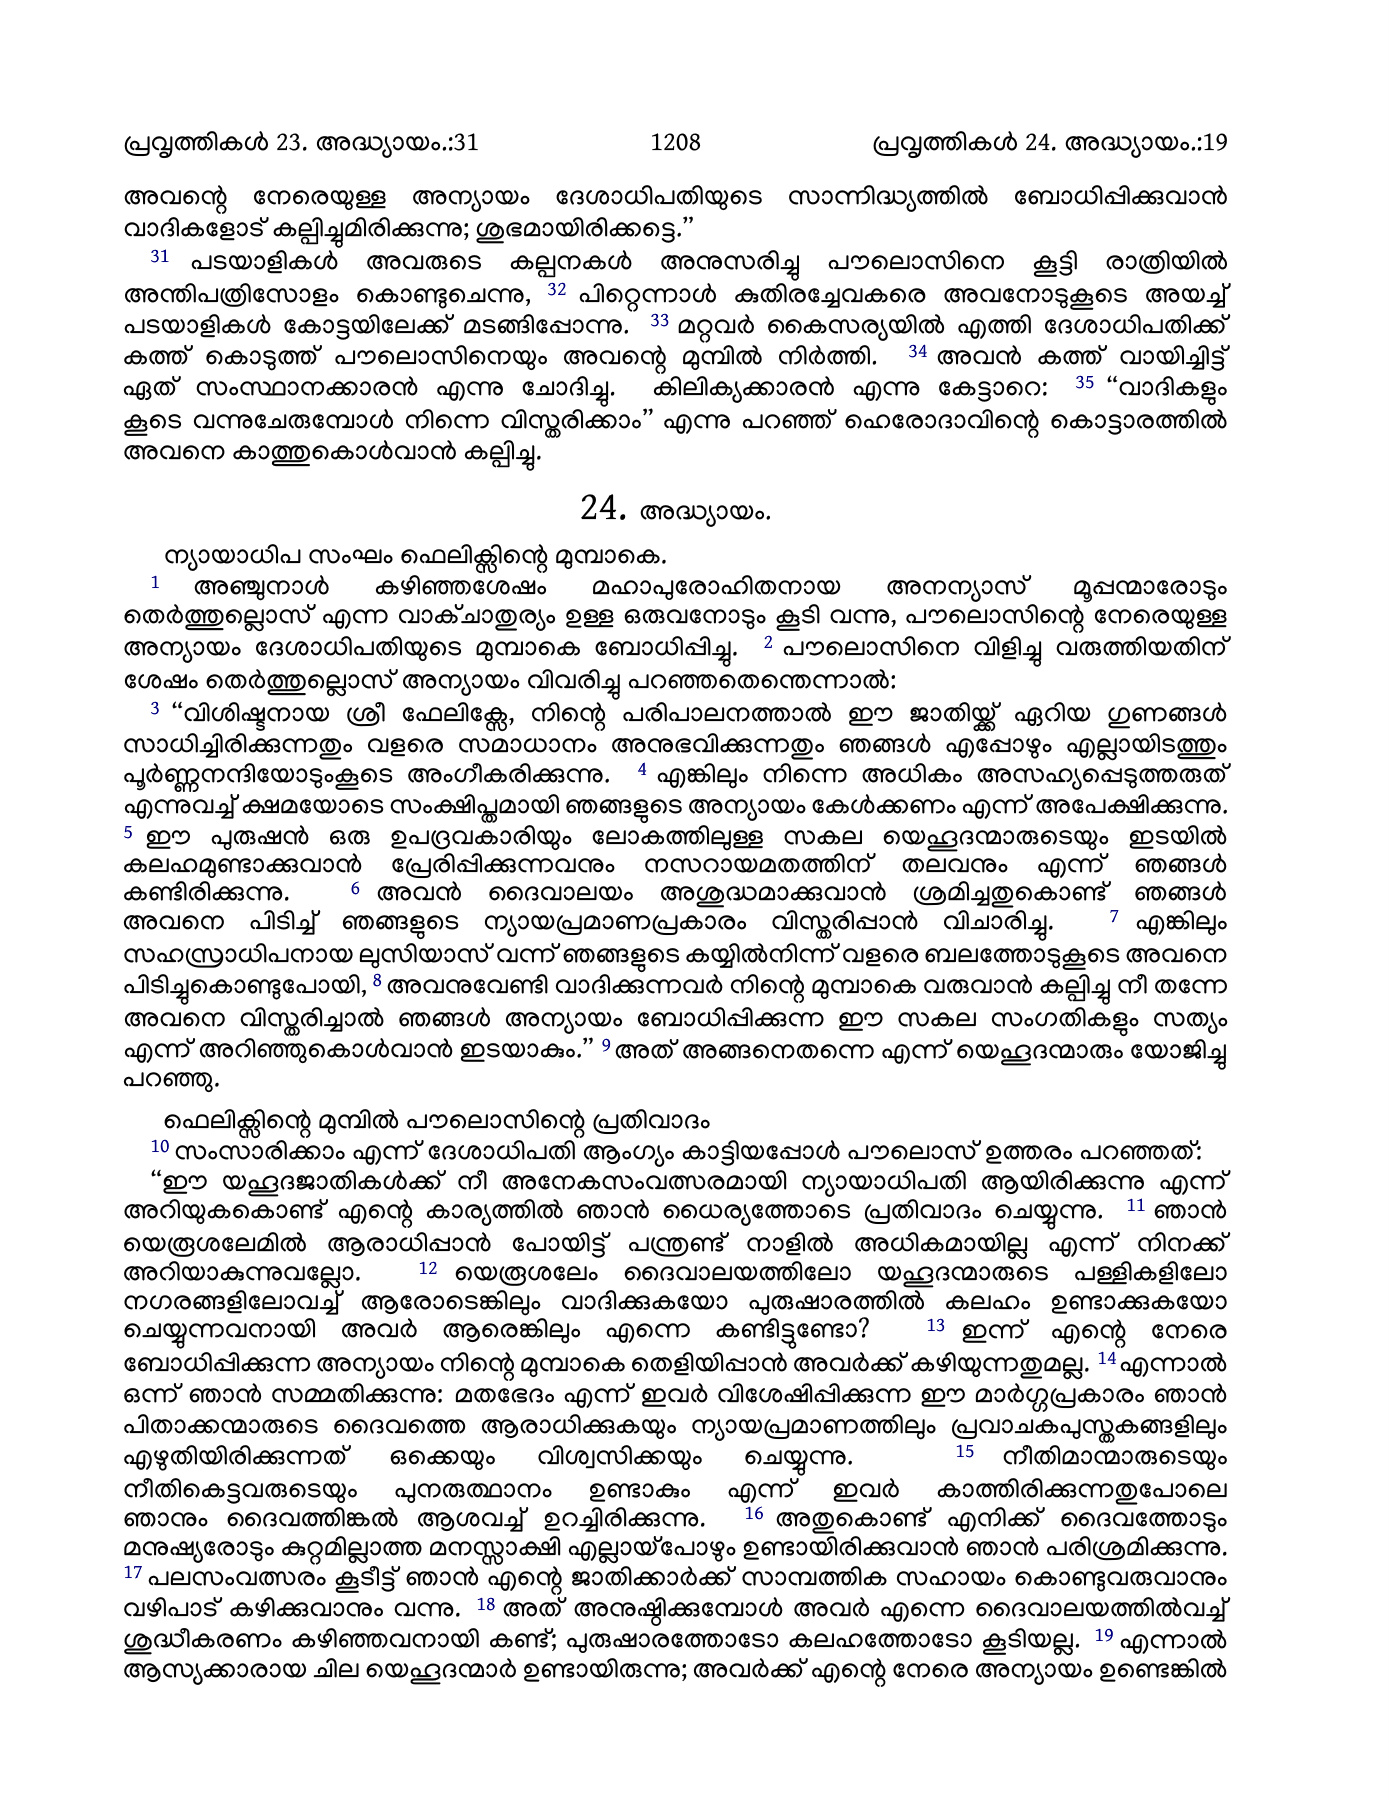 പ്രവൃത്തികൾ 23. അദ്ധ്യായം.:31 1208 പ്രവൃത്തികൾ 24. അദ്ധ്യായം.:19
അവന്റെ നേരെയുള്ള അന്യായം ദേശാധിപതിയുടെ സാന്നിദ്ധ്യത്തിൽ ബോധിപ്പിക്കുവാൻ
വാദികളോട് കല്പിച്ചുമിരിക്കുന്നു; ശുഭമായിരിക്കട്ടെ.”
31 പടയാളികൾ അവരുടെ കല്പനകൾ അനുസരിച്ചു പൗലൊസിനെ കൂട്ടി രാത്രിയിൽ
അന്തിപത്രിസോളം കൊണ്ടുചെന്നു, 32 പിറ്റെന്നാൾ കുതിരച്ചേവകരെ അവനോടുകൂടെ അയച്ച്
പടയാളികൾ കോട്ടയിലേക്ക് മടങ്ങിപ്പോന്നു. 33 മറ്റവർ കൈസര്യയിൽ എത്തി ദേശാധിപതിക്ക്
കത്ത് കൊടുത്ത് പൗലൊസിനെയും അവന്റെ മുമ്പിൽ നിർത്തി. 34 അവൻ കത്ത് വായിച്ചിട്ട്
ഏത് സംസ്ഥാനക്കാരൻ എന്നു ചോദിച്ചു. കിലിക്യക്കാരൻ എന്നു കേട്ടാറെ: 35 “വാദികളും
കൂടെ വന്നുചേരുമ്പോൾ നിന്നെ വിസ്തരിക്കാം” എന്നു പറഞ്ഞ് ഹെരോദാവിന്റെ കൊട്ടാരത്തിൽ
അവനെ കാത്തുകൊൾവാൻ കല്പിച്ചു.
24. അദ്ധ്യായം.
ന്യായാധിപ സംഘം ഫെലിക്സിന്റെ മുമ്പാകെ.
1 അഞ്ചുനാൾ കഴിഞ്ഞശേഷം മഹാപുരോഹിതനായ അനന്യാസ് മൂപ്പന്മാരോടും
തെർത്തുല്ലൊസ് എന്ന വാക്ചാതുര്യം ഉള്ള ഒരുവനോടും കൂടി വന്നു, പൗലൊസിന്റെ നേരെയുള്ള
അന്യായം ദേശാധിപതിയുടെ മുമ്പാകെ ബോധിപ്പിച്ചു. 2 പൗലൊസിനെ വിളിച്ചു വരുത്തിയതിന്
ശേഷം തെർത്തുല്ലൊസ് അന്യായം വിവരിച്ചു പറഞ്ഞതെന്തെന്നാൽ:
3 “വിശിഷ്ടനായ ശ്രീ ഫേലിക്സേ, നിന്റെ പരിപാലനത്താൽ ഈ ജാതിയ്ക്ക് ഏറിയ ഗുണങ്ങൾ
സാധിച്ചിരിക്കുന്നതും വളരെ സമാധാനം അനുഭവിക്കുന്നതും ഞങ്ങൾ എപ്പോഴും എല്ലായിടത്തും
പൂർണ്ണനന്ദിയോടുംകൂടെ അംഗീകരിക്കുന്നു. 4 എങ്കിലും നിന്നെ അധികം അസഹ്യപ്പെടുത്തരുത്
എന്നുവച്ച് ക്ഷമയോടെ സംക്ഷിപ്തമായി ഞങ്ങളുടെ അന്യായം കേൾക്കണം എന്ന് അപേക്ഷിക്കുന്നു.
5 ഈ പുരുഷൻ ഒരു ഉപദ്രവകാരിയും ലോകത്തിലുള്ള സകല യെഹൂദന്മാരുടെയും ഇടയിൽ
കലഹമുണ്ടാക്കുവാൻ പ്രേരിപ്പിക്കുന്നവനും നസറായമതത്തിന് തലവനും എന്ന് ഞങ്ങൾ
കണ്ടിരിക്കുന്നു. 6 അവൻ ദൈവാലയം അശുദ്ധമാക്കുവാൻ ശ്രമിച്ചതുകൊണ്ട് ഞങ്ങൾ
അവനെ പിടിച്ച് ഞങ്ങളുടെ ന്യായപ്രമാണപ്രകാരം വിസ്തരിപ്പാൻ വിചാരിച്ചു. 7 എങ്കിലും
സഹസ്രാധിപനായ ലുസിയാസ് വന്ന് ഞങ്ങളുടെ കയ്യിൽനിന്ന് വളരെ ബലത്തോടുകൂടെ അവനെ
പിടിച്ചുകൊണ്ടുപോയി, 8 അവനുവേണ്ടി വാദിക്കുന്നവർ നിന്റെ മുമ്പാകെ വരുവാൻ കല്പിച്ചു നീ തന്നേ
അവനെ വിസ്തരിച്ചാൽ ഞങ്ങൾ അന്യായം ബോധിപ്പിക്കുന്ന ഈ സകല സംഗതികളും സത്യം
എന്ന് അറിഞ്ഞുകൊൾവാൻ ഇടയാകും.” 9 അത് അങ്ങനെതന്നെ എന്ന് യെഹൂദന്മാരും യോജിച്ചു
പറഞ്ഞു.
ഫെലിക്സിന്റെ മുമ്പിൽ പൗലൊസിന്റെ പ്രതിവാദം
10 സംസാരിക്കാം എന്ന് ദേശാധിപതി ആംഗ്യം കാട്ടിയപ്പോൾ പൗലൊസ് ഉത്തരം പറഞ്ഞത്:
“ഈ യഹൂദജാതികൾക്ക് നീ അനേകസംവത്സരമായി ന്യായാധിപതി ആയിരിക്കുന്നു എന്ന്
അറിയുകകൊണ്ട് എന്റെ കാര്യത്തിൽ ഞാൻ ധൈര്യത്തോടെ പ്രതിവാദം ചെയ്യുന്നു. 11 ഞാൻ
യെരൂശലേമിൽ ആരാധിപ്പാൻ പോയിട്ട് പന്ത്രണ്ട് നാളിൽ അധികമായില്ല എന്ന് നിനക്ക്
അറിയാകുന്നുവല്ലോ. 12 യെരൂശലേം ദൈവാലയത്തിലോ യഹൂദന്മാരുടെ പള്ളികളിലോ
നഗരങ്ങളിലോവച്ച് ആരോടെങ്കിലും വാദിക്കുകയോ പുരുഷാരത്തിൽ കലഹം ഉണ്ടാക്കുകയോ
ചെയ്യുന്നവനായി അവർ ആരെങ്കിലും എന്നെ കണ്ടിട്ടുണ്ടോ? 13 ഇന്ന് എന്റെ നേരെ
ബോധിപ്പിക്കുന്ന അന്യായം നിന്റെ മുമ്പാകെ തെളിയിപ്പാൻ അവർക്ക് കഴിയുന്നതുമല്ല. 14 എന്നാൽ
ഒന്ന് ഞാൻ സമ്മതിക്കുന്നു: മതഭേദം എന്ന് ഇവർ വിശേഷിപ്പിക്കുന്ന ഈ മാർഗ്ഗപ്രകാരം ഞാൻ
പിതാക്കന്മാരുടെ ദൈവത്തെ ആരാധിക്കുകയും ന്യായപ്രമാണത്തിലും പ്രവാചകപുസ്തകങ്ങളിലും
എഴുതിയിരിക്കുന്നത് ഒക്കെയും വിശ്വസിക്കയും ചെയ്യുന്നു. 15 നീതിമാന്മാരുടെയും
നീതികെട്ടവരുടെയും പുനരുത്ഥാനം ഉണ്ടാകും എന്ന് ഇവർ കാത്തിരിക്കുന്നതുപോലെ
ഞാനും ദൈവത്തിങ്കൽ ആശവച്ച് ഉറച്ചിരിക്കുന്നു. 16 അതുകൊണ്ട് എനിക്ക് ദൈവത്തോടും
മനുഷ്യരോടും കുറ്റമില്ലാത്ത മനസ്സാക്ഷി എല്ലായ്പോഴും ഉണ്ടായിരിക്കുവാൻ ഞാൻ പരിശ്രമിക്കുന്നു.
17 പലസംവത്സരം കൂടീട്ട് ഞാൻ എന്റെ ജാതിക്കാർക്ക് സാമ്പത്തിക സഹായം കൊണ്ടുവരുവാനും
വഴിപാട് കഴിക്കുവാനും വന്നു. 18 അത് അനുഷ്ഠിക്കുമ്പോൾ അവർ എന്നെ ദൈവാലയത്തിൽവച്ച്
ശുദ്ധീകരണം കഴിഞ്ഞവനായി കണ്ട്; പുരുഷാരത്തോടോ കലഹത്തോടോ കൂടിയല്ല. 19 എന്നാൽ
ആസ്യക്കാരായ ചില യെഹൂദന്മാർ ഉണ്ടായിരുന്നു; അവർക്ക് എന്റെ നേരെ അന്യായം ഉണ്ടെങ്കിൽ